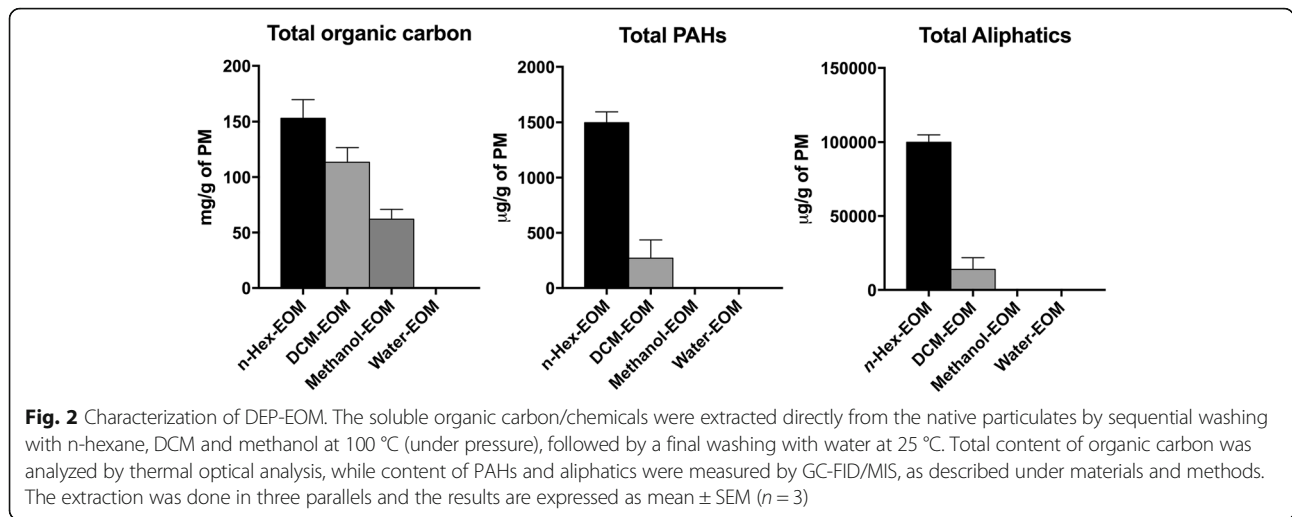 Total organic carbon
200
150
100
50
0
mg/g of PM
n-Hex-EOM
DCM-EOM
Methanol-EOM
Water-EOM
Total PAHs
2000
1500
1000
500
0
µg/g of PM
n-Hex-EOM
DCM-EOM
Methanol-EOM
Water-EOM
Total Aliphatics
150000
100000
50000
0
µg/g of PM
n-Hex-EOM
DCM-EOM
Methanol-EOM
Water-EOM
Fig. 2 Characterization of DEP-EOM. The soluble organic carbon/chemicals were extracted directly from the native particulates by sequential washing
with n-hexane, DCM and methanol at 100 °C (under pressure), followed by a final washing with water at 25 °C. Total content of organic carbon was
analyzed by thermal optical analysis, while content of PAHs and aliphatics were measured by GC-FID/MIS, as described under materials and methods.
The extraction was done in three parallels and the results are expressed as mean ± SEM (n = 3)